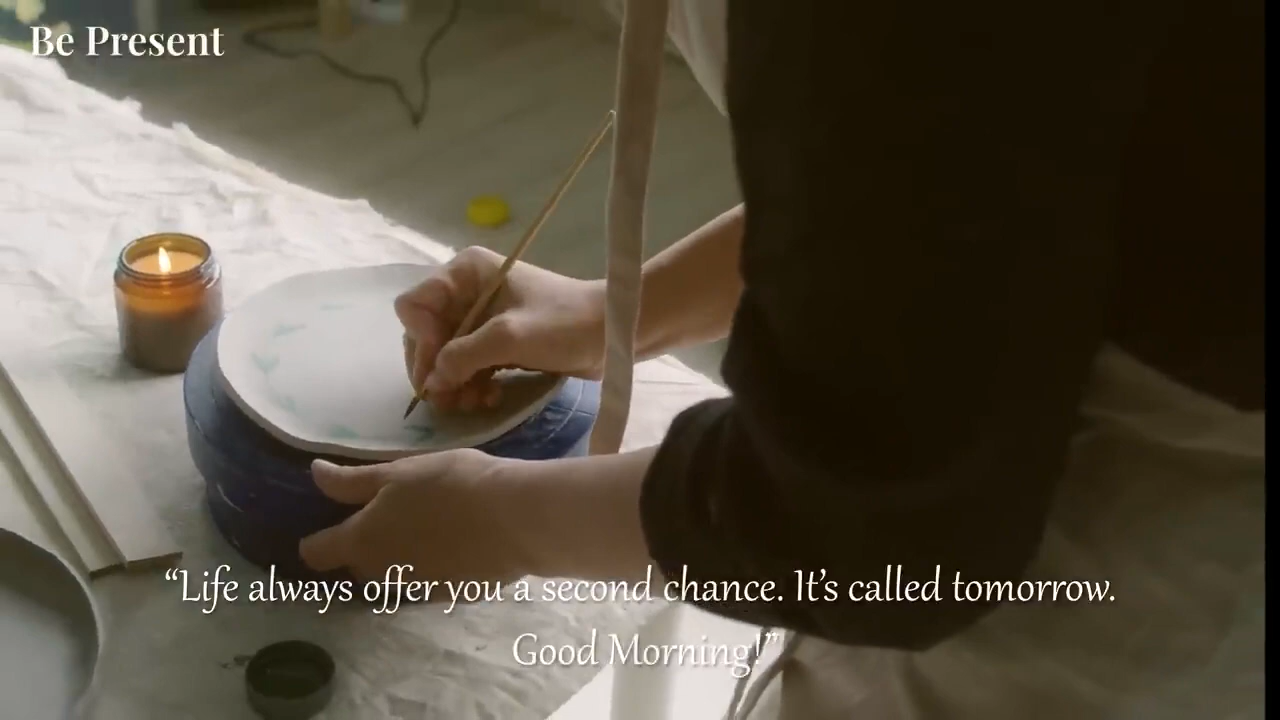 Be Present
“Life always offer you a second chance. It’s called tomorrow.
Good Morning!”